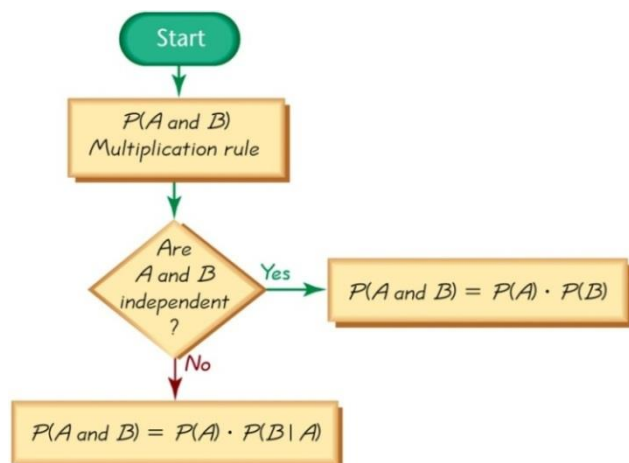 Start
P(A and B)
Multiplication rule
Are
A and B
independent
?
Yes
P(A and B) = P(A) · P(B)
No
P(A and B) = P(A) · P(B | A)